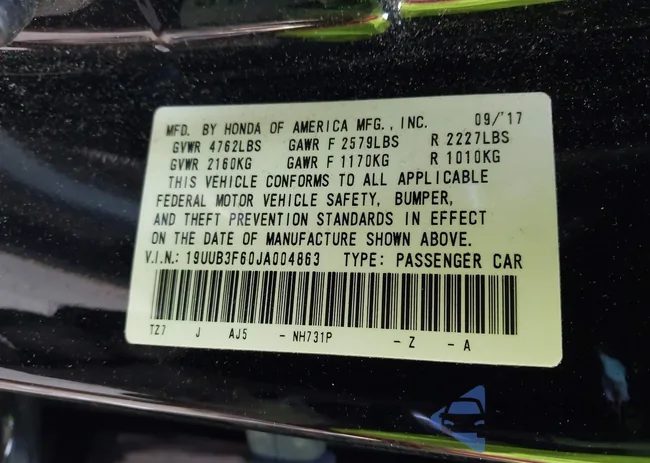 MFD. BY HONDA OF AMERICA MFG., INC. 09/'17
GVWR 4762LBS GAWR F 2579LBS R 2227LBS
GVWR 2160KG GAWR F 1170KG R 1010KG
THIS VEHICLE CONFORMS TO ALL APPLICABLE
FEDERAL MOTOR VEHICLE SAFETY, BUMPER,
AND THEFT PREVENTION STANDARDS IN EFFECT
ON THE DATE OF MANUFACTURE SHOWN ABOVE.
V.I.N.: 19UUB3F60JA004863 TYPE: PASSENGER CAR
TZ7 J AJ5 - NH731P - Z - A